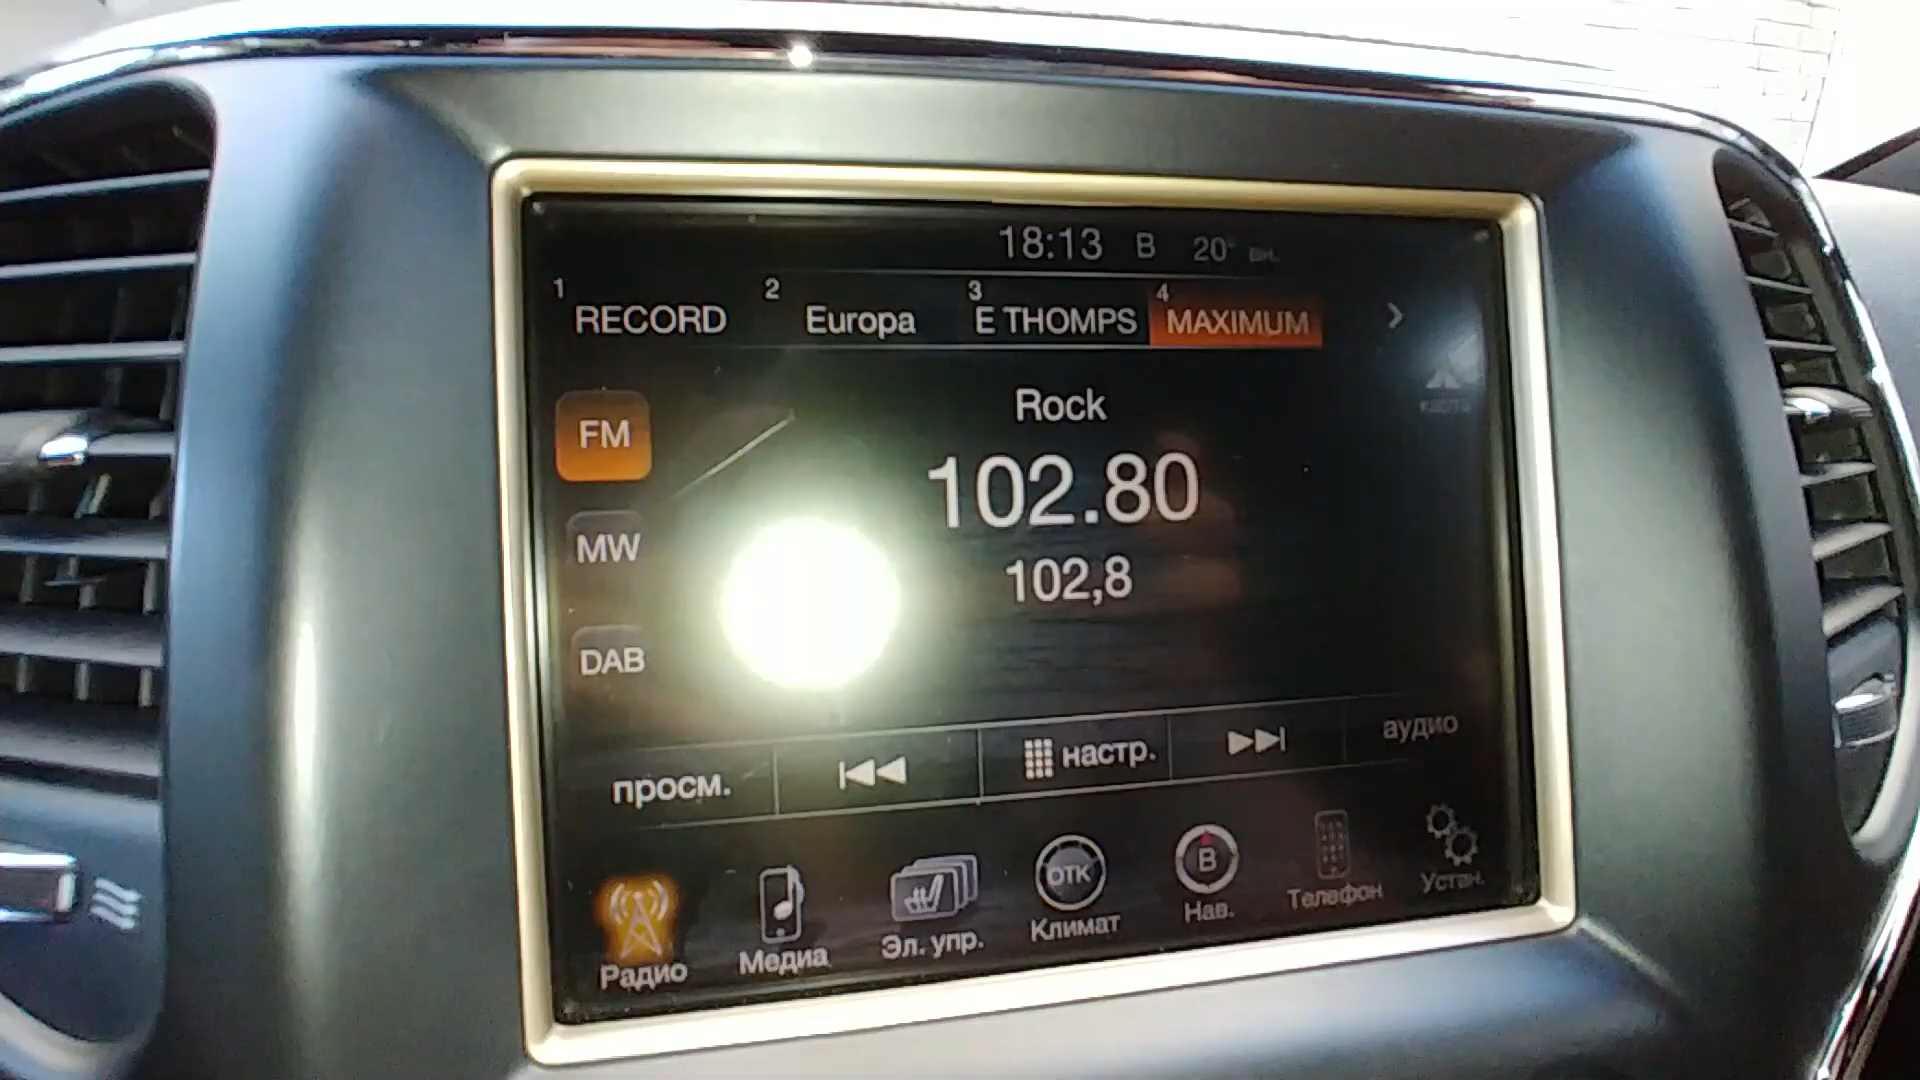 18:13 В 20° вн.
1 RECORD 2 Europa 3 E THOMPS 4 MAXIMUM
карта
Rock
FM
102.80
MW
102,8
DAB
просм. настр. аудио
ОТК В
Радио Медиа Эл. упр. Климат Нав. Телефон Устан.